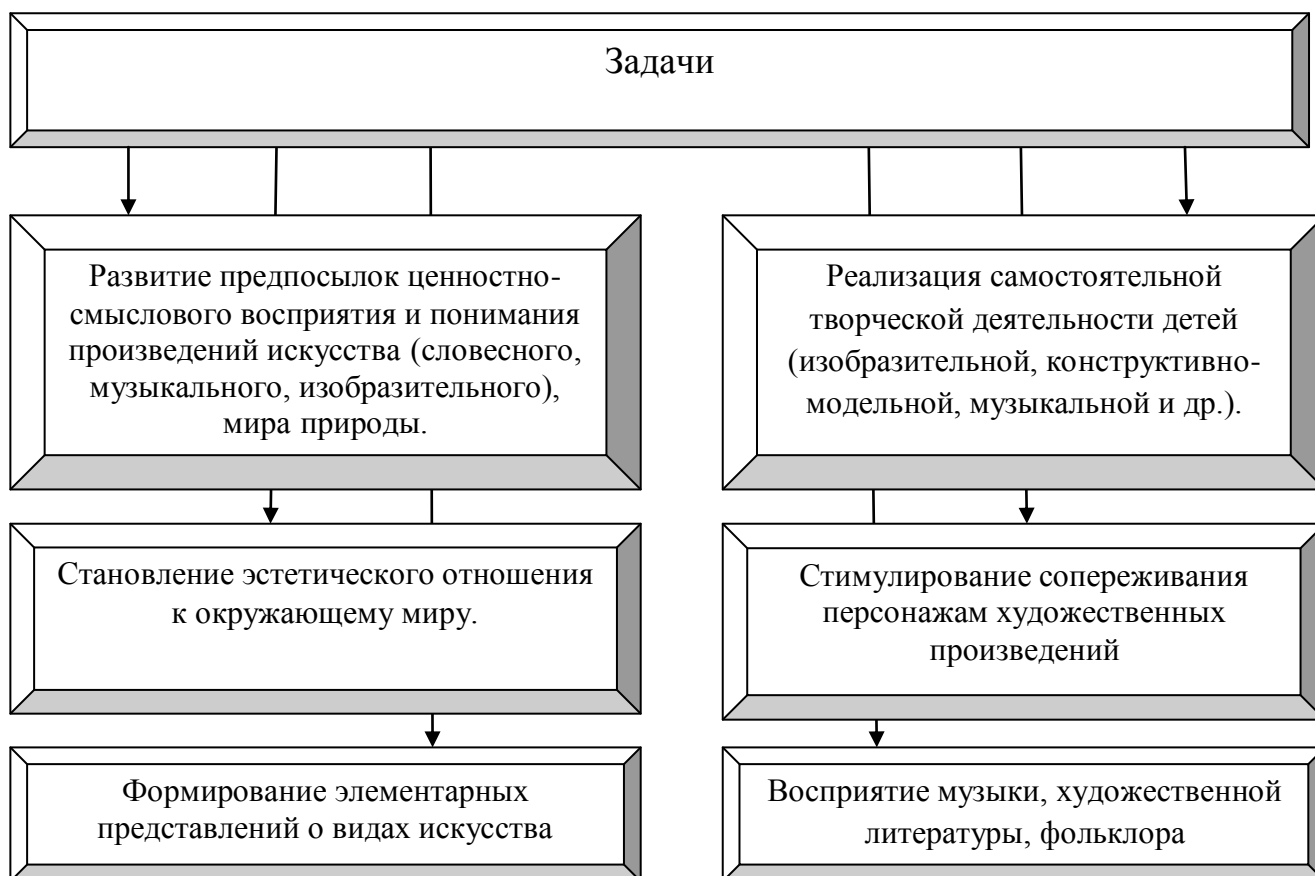 Задачи
Развитие предпосылок ценностно-
смыслового восприятия и понимания
произведений искусства (словесного,
музыкального, изобразительного),
мира природы.
Реализация самостоятельной
творческой деятельности детей
(изобразительной, конструктивно-
модельной, музыкальной и др.).
Становление эстетического отношения
к окружающему миру.
Стимулирование сопереживания
персонажам художественных
произведений
Формирование элементарных
представлений о видах искусства
Восприятие музыки, художественной
литературы, фольклора